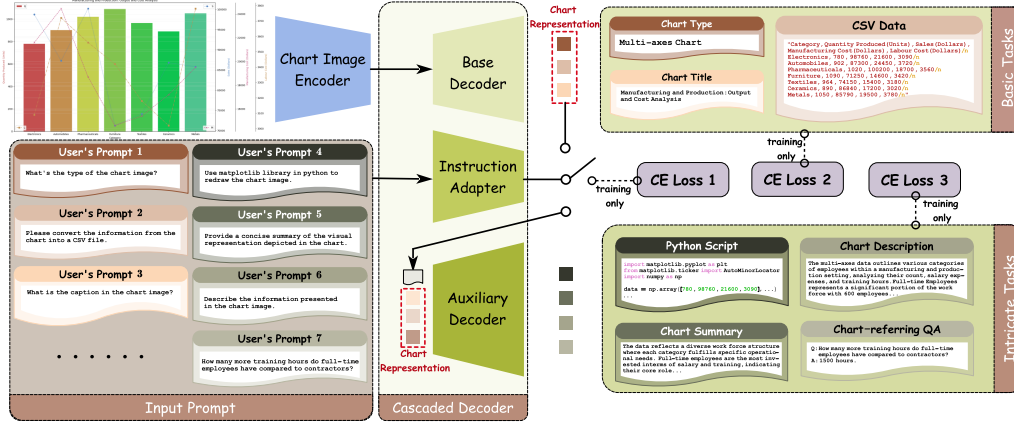 Chart Image
Encoder
Base
Decoder
Chart
Representation
Chart Type
Multi-axes Chart
Chart Title
Manufacturing and Production: Output
and Cost Analysis
CSV Data
"Category, Quantity Produced(Units), Sales (Dollars),
Manufacturing Cost(Dollars), Labour Cost(Dollars)/n
Electronics, 780, 98760, 21600, 3090/n
Automobiles, 902, 87300, 24450, 3720/n
Pharmaceuticals, 1020, 100200, 18700, 3560/n
Furniture, 1090, 71250, 14600, 3420/n
Textiles, 964, 74150, 15400, 3180/n
Ceramics, 890, 86840, 17200, 3020/n
Metals, 1050, 85790, 19500, 3780/n"
Basic Tasks
User's Prompt 1
What's the type of the chart image?
User's Prompt 2
Please convert the information from the
chart into a CSV file.
User's Prompt 3
What is the caption in the chart image?
User's Prompt 4
Use matplotlib library in python to
redraw the chart image.
User's Prompt 5
Provide a concise summary of the visual
representation depicted in the chart.
User's Prompt 6
Describe the information presented
in the chart image.
User's Prompt 7
How many more training hours do full-time
employees have compared to contractors?
Input Prompt
Instruction
Adapter
Auxiliary
Decoder
Chart
Representation
Cascaded Decoder
training
only
CE Loss 1
training
only
CE Loss 2
CE Loss 3
training
only
Python Script
import matplotlib.pyplot as plt
from matplotlib.ticker import AutoMinorLocator
import numpy as np
data = np.array([780, 98760, 21600, 3090], ...)
...
Chart Description
The multi-axes data outlines various categories
of employees within a manufacturing and produc-
tion setting, analyzing their count, salary exp-
enses, and training hours. Full-time Employees
represents a significant portion of the work
force with 600 employees...
Chart Summary
The data reflects a diverse work force structure
where each category fulfills specific operatio-
nal needs. Full-time employees are the most inv-
ested interms of salary and training, indicating
their core role...
Chart-referring QA
Q: How many more training hours do full-time
employees have compared to contractors?
A: 1500 hours.
Intricate Tasks